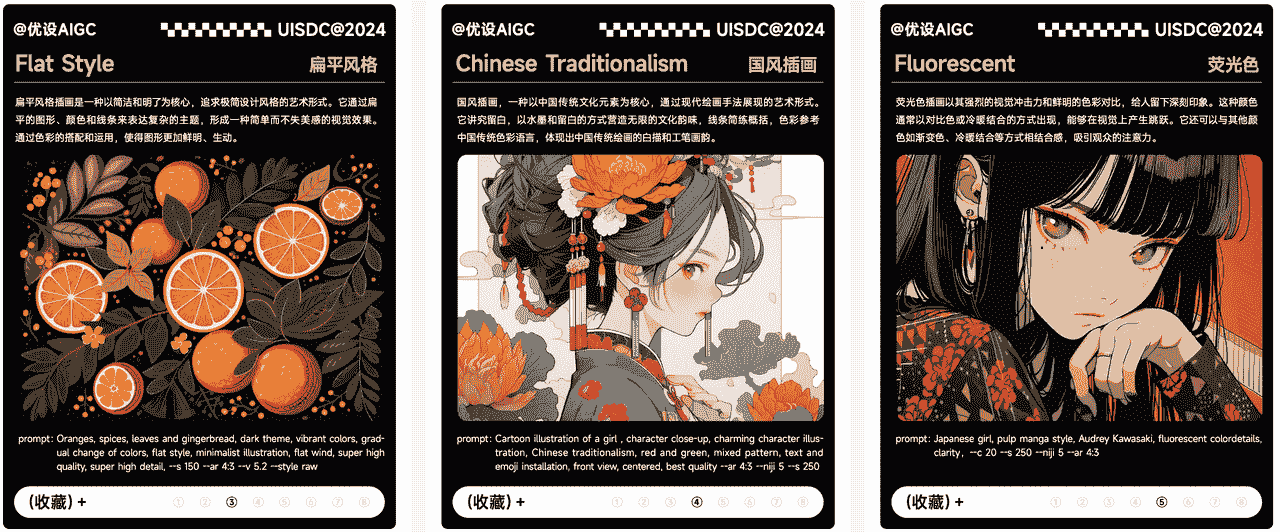 @优设AIGC UISDC@2024
Flat Style 扁平风格
扁平风格插画是一种以简洁和明了为核心，追求极简设计风格的艺术形式。它通过扁
平的图形、颜色和线条来表达复杂的主题，形成一种简单而不失美感的视觉效果。
通过色彩的搭配和运用，使得图形更加鲜明、生动。
prompt: Oranges, spices, leaves and gingerbread, dark theme, vibrant colors, grad-
ual change of colors, flat style, minimalist illustration, flat wind, super high
quality, super high detail, --s 150 --ar 4:3 --v 5.2 --style raw
(收藏) + ① ② ③ ④ ⑤ ⑥ ⑦ ⑧
@优设AIGC UISDC@2024
Chinese Traditionalism 国风插画
国风插画，一种以中国传统文化元素为核心，通过现代绘画手法展现的艺术形式。
它讲究留白，以水墨和留白的方式营造无限的文化韵味，线条简练概括，色彩参考
中国传统色彩语言，体现出中国传统绘画的白描和工笔画韵。
prompt: Cartoon illustration of a girl , character close-up, charming character illus-
tration, Chinese traditionalism, red and green, mixed pattern, text and
emoji installation, front view, centered, best quality --ar 4:3 --niji 5 --s 250
(收藏) + ① ② ③ ④ ⑤ ⑥ ⑦ ⑧
@优设AIGC UISDC@2024
Fluorescent 荧光色
荧光色插画以其强烈的视觉冲击力和鲜明的色彩对比，给人留下深刻印象。这种颜色
通常以对比色或冷暖结合的方式出现，能够在视觉上产生跳跃。它还可以与其他颜
色如渐变色、冷暖结合等方式相结合感，吸引观众的注意力。
prompt: Japanese girl, pulp manga style, Audrey Kawasaki, fluorescent colordetails,
clarity, --c 20 --s 250 --niji 5 --ar 4:3
(收藏) + ① ② ③ ④ ⑤ ⑥ ⑦ ⑧